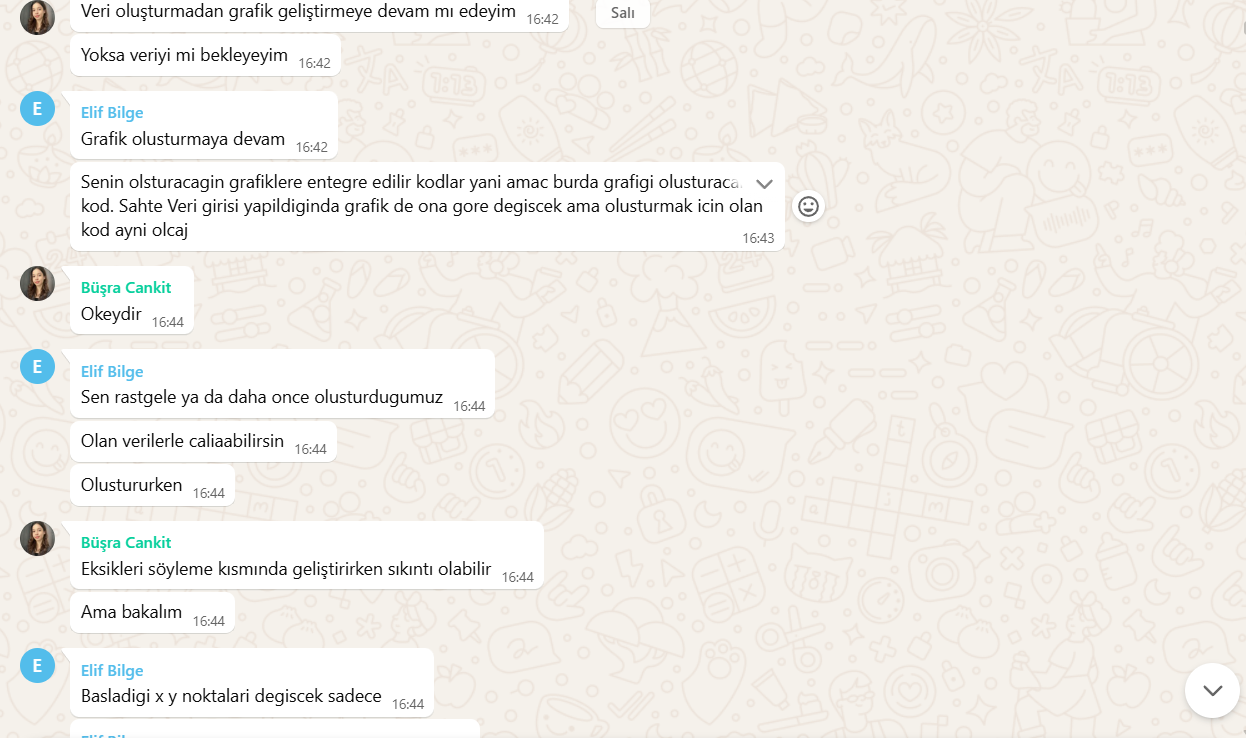 Veri oluşturmadan grafik geliştirmeye devam mı edeyim 16:42
Salı
Yoksa veriyi mi bekleyeyim 16:42
E
Elif Bilge
Grafik olusturmaya devam 16:42
Senin olsturacagin grafiklere entegre edilir kodlar yani amac burda grafigi olusturaca
kod. Sahte Veri girisi yapildiginda grafik de ona gore degiscek ama olusturmak icin olan
kod ayni olcaj
16:43
Büşra Cankit
Okeydir 16:44
E
Elif Bilge
Sen rastgele ya da daha once olusturdugumuz 16:44
Olan verilerle caliaabilirsin 16:44
Olustururken 16:44
Büşra Cankit
Eksikleri söyleme kısmında geliştirirken sıkıntı olabilir 16:44
Ama bakalım 16:44
E
Elif Bilge
Basladigi x y noktalari degiscek sadece 16:44